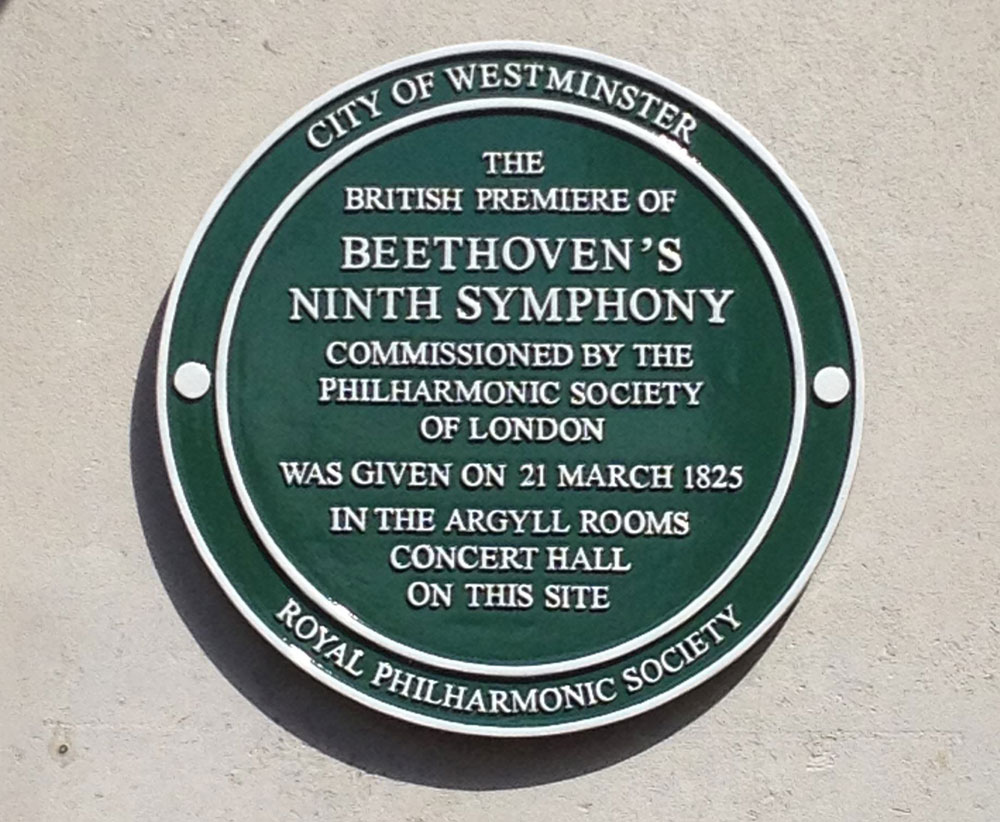 CITY OF WESTMINSTER
THE
BRITISH PREMIERE OF
BEETHOVEN'S
NINTH SYMPHONY
COMMISSIONED BY THE
PHILHARMONIC SOCIETY
OF LONDON
WAS GIVEN ON 21 MARCH 1825
IN THE ARGYLL ROOMS
CONCERT HALL
ON THIS SITE
ROYAL PHILHARMONIC SOCIETY